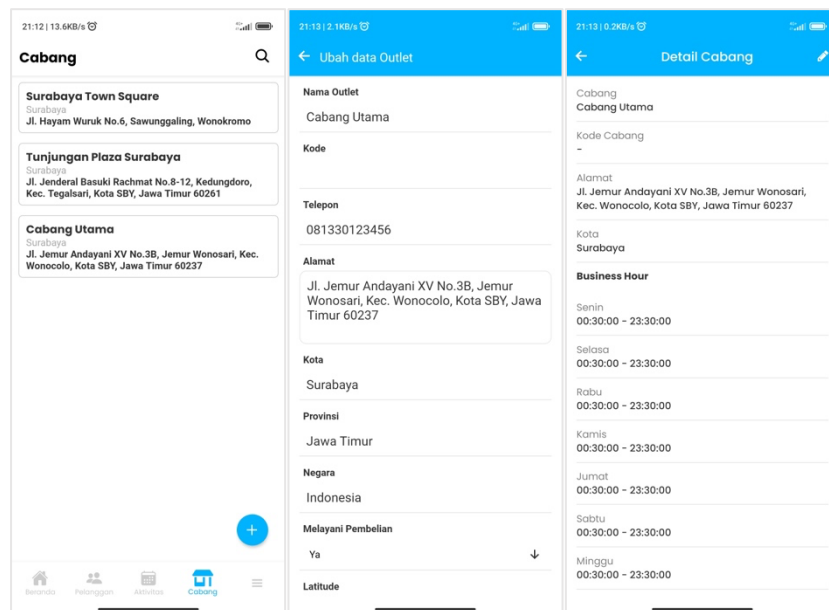 21:12 | 13.6KB/s
Cabang
Surabaya Town Square
Surabaya
Jl. Hayam Wuruk No.6, Sawunggaling, Wonokromo
Tunjungan Plaza Surabaya
Surabaya
Jl. Jenderal Basuki Rachmat No.8-12, Kedungdoro,
Kec. Tegalsari, Kota SBY, Jawa Timur 60261
Cabang Utama
Surabaya
Jl. Jemur Andayani XV No.3B, Jemur Wonosari, Kec.
Wonocolo, Kota SBY, Jawa Timur 60237
Beranda
Pelanggan
Aktivitas
Cabang
21:13 | 2.1KB/s
Ubah data Outlet
Nama Outlet
Cabang Utama
Kode
Telepon
081330123456
Alamat
Jl. Jemur Andayani XV No.3B, Jemur
Wonosari, Kec. Wonocolo, Kota SBY, Jawa
Timur 60237
Kota
Surabaya
Provinsi
Jawa Timur
Negara
Indonesia
Melayani Pembelian
Ya
Latitude
21:13 | 0.2KB/s
Detail Cabang
Cabang
Cabang Utama
Kode Cabang
-
Alamat
Jl. Jemur Andayani XV No.3B, Jemur Wonosari,
Kec. Wonocolo, Kota SBY, Jawa Timur 60237
Kota
Surabaya
Business Hour
Senin
00:30:00 - 23:30:00
Selasa
00:30:00 - 23:30:00
Rabu
00:30:00 - 23:30:00
Kamis
00:30:00 - 23:30:00
Jumat
00:30:00 - 23:30:00
Sabtu
00:30:00 - 23:30:00
Minggu
00:30:00 - 23:30:00